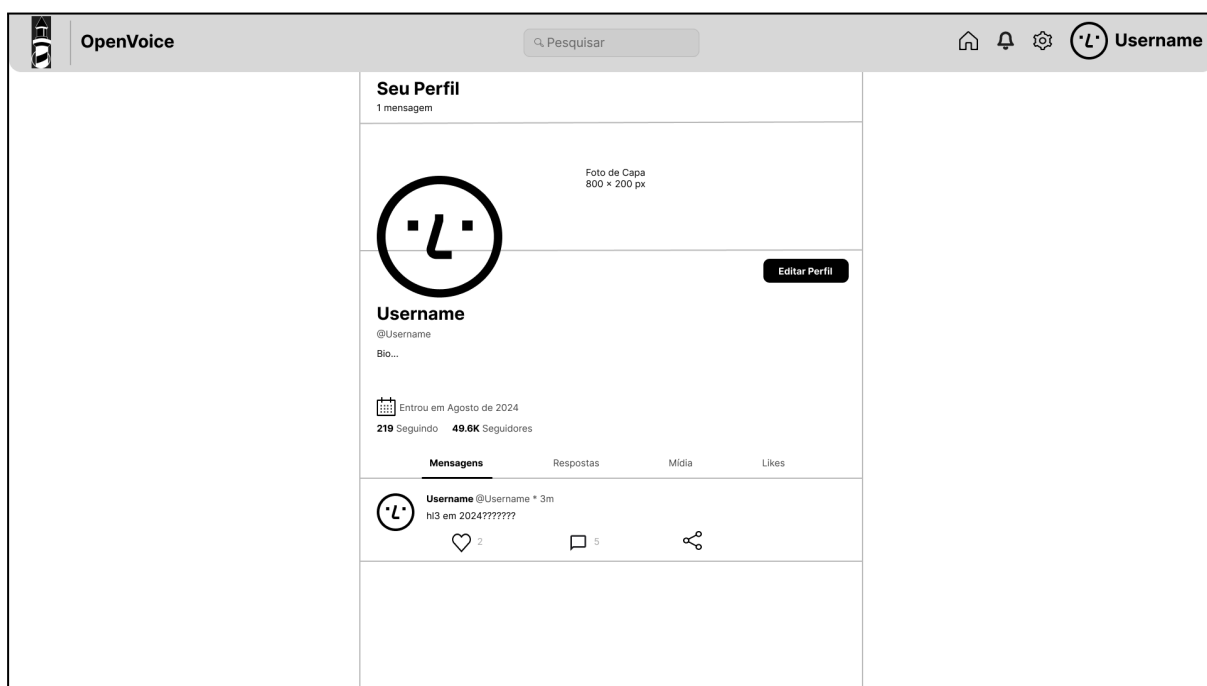 OpenVoice
Pesquisar
Username
Seu Perfil
1 mensagem
Foto de Capa
800 × 200 px
Editar Perfil
Username
@Username
Bio...
Entrou em Agosto de 2024
219 Seguindo 49.6K Seguidores
Mensagens Respostas Mídia Likes
Username @Username * 3m
hl3 em 2024???????
2 5